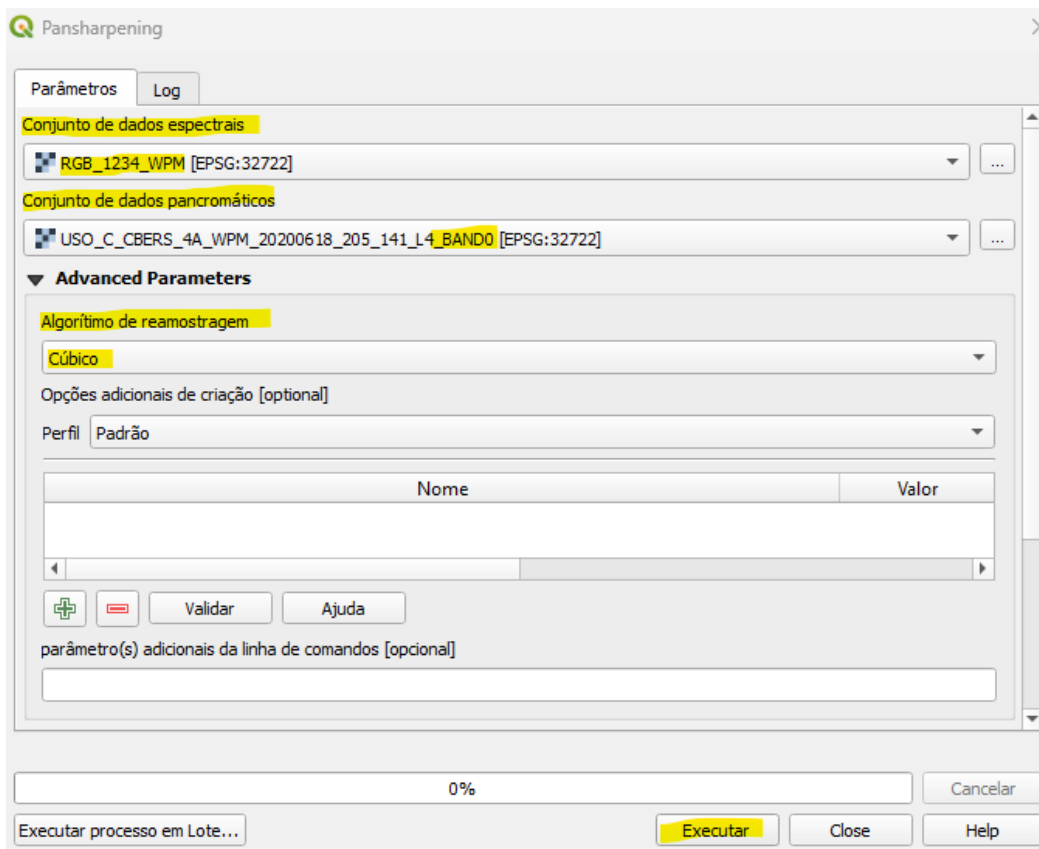 Pansharpening
Parâmetros Log
Conjunto de dados espectrais
RGB_1234_WPM [EPSG:32722] ...
Conjunto de dados pancromáticos
USO_C_CBERS_4A_WPM_20200618_205_141_L4_BAND0 [EPSG:32722] ...
Advanced Parameters
Algorítimo de reamostragem
Cúbico
Opções adicionais de criação [optional]
Perfil Padrão
Nome Valor
Validar Ajuda
parâmetro(s) adicionais da linha de comandos [opcional]
0% Cancelar
Executar processo em Lote... Executar Close Help